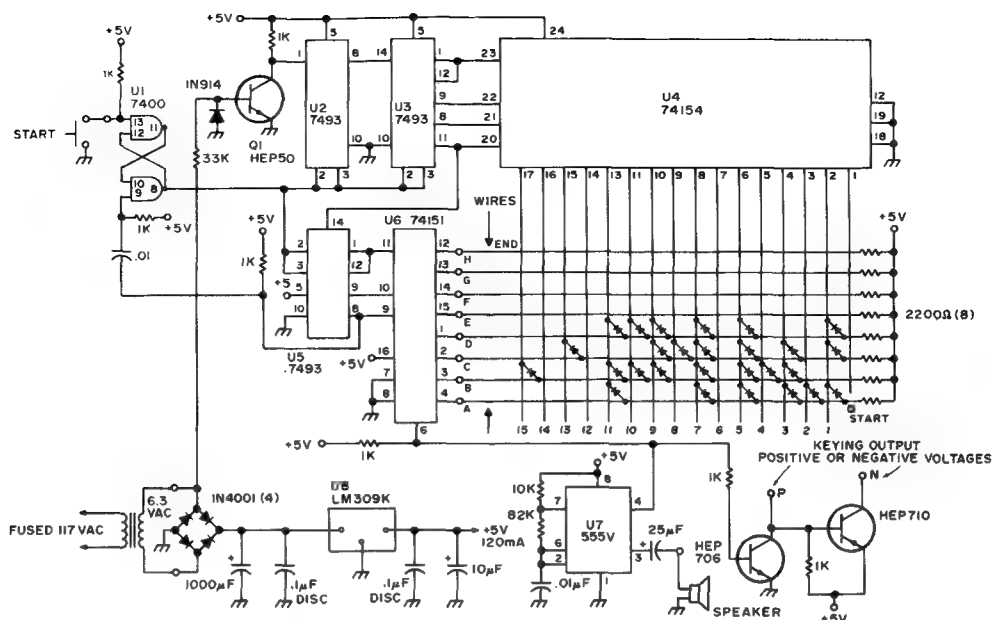 +5V
+5V
1K
1K
U1
7400
13
12
11
START
10
9
8
1K
+5V
.01
1N914
33K
Q1
HEP50
5
1
8
U2
7493
10
2
3
5
14
1
12
9
8
11
U3
7493
10
2
3
24
23
22
21
20
U4
74154
12
19
18
17
16
15
14
13
11
10
9
8
7
6
5
4
3
2
1
+5V
1K
14
2
3
+5
5
10
1
12
9
8
U5
7493
U6 74151
11
10
9
16
+5V
7
8
6
12
13
14
15
1
2
3
4
WIRES
END
H
G
F
E
D
C
B
A
+5V
2200Ω (8)
START
15
14
13
12
11
10
9
8
7
6
5
4
3
2
1
KEYING OUTPUT
POSITIVE OR NEGATIVE VOLTAGES
+5V
1K
FUSED 117 VAC
6.3
VAC
1N4001 (4)
1000µF
.1µF
DISC
U8
LM309K
.1µF
DISC
10µF
+5V
120mA
+5V
10K
82K
7
6
2
8
4
3
1
U7
555V
.01µF
25µF
SPEAKER
1K
HEP
706
P
N
HEP710
1K
+5V